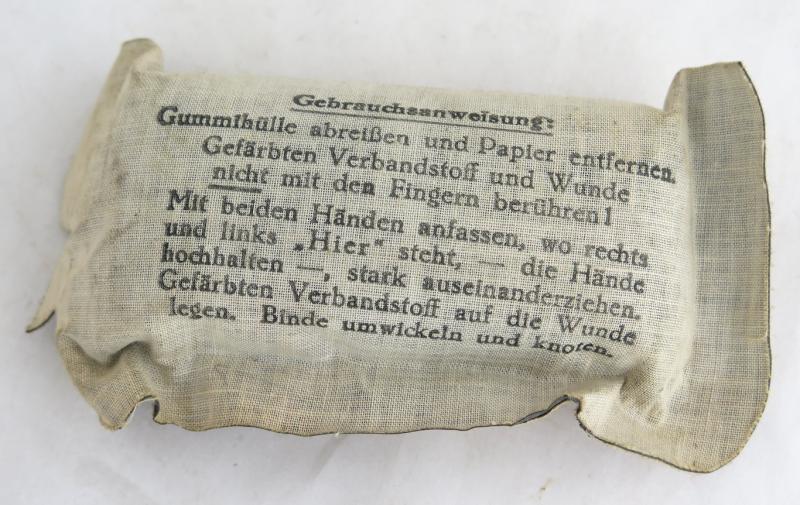 Gebrauchsanweisung:
Gummihülle abreißen und Papier entfernen.
Gefärbten Verbandstoff und Wunde
nicht mit den Fingern berühren!
Mit beiden Händen anfassen, wo rechts
und links „Hier" steht, — die Hände
hochhalten —, stark auseinanderziehen.
Gefärbten Verbandstoff auf die Wunde
legen. Binde umwickeln und knoten.